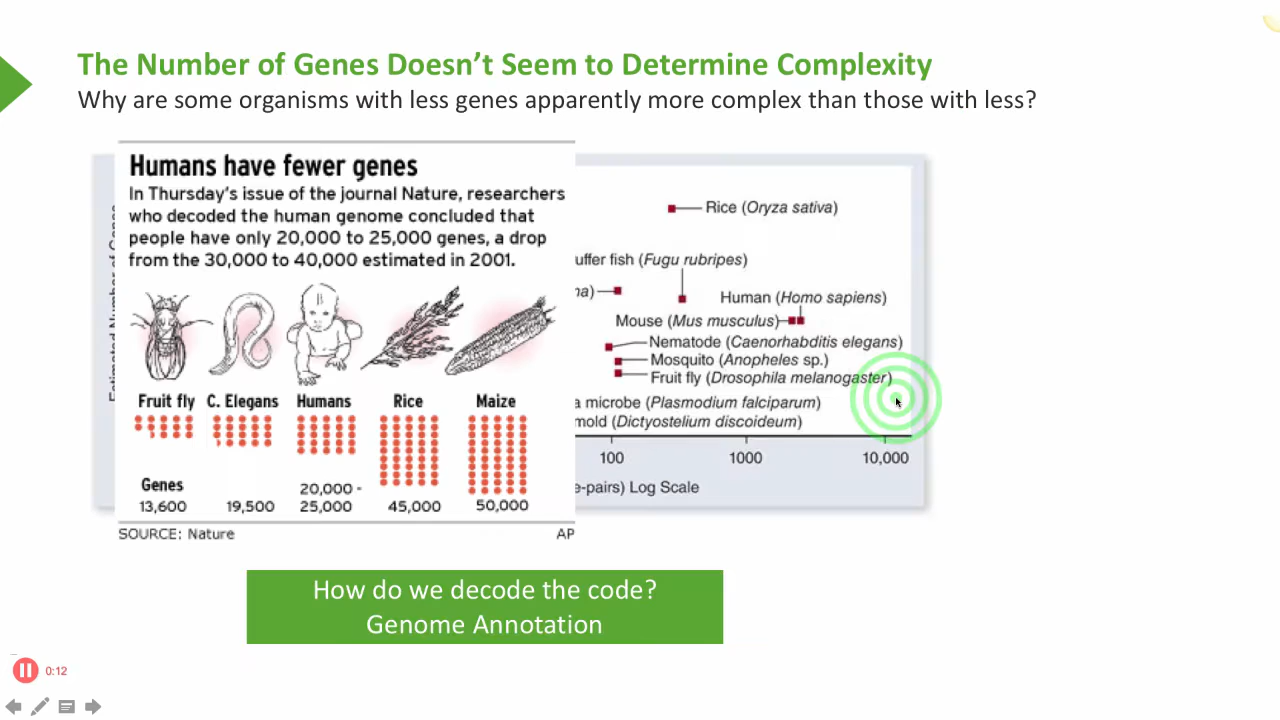 The Number of Genes Doesn't Seem to Determine Complexity
Why are some organisms with less genes apparently more complex than those with less?
Humans have fewer genes
In Thursday's issue of the journal Nature, researchers
who decoded the human genome concluded that
people have only 20,000 to 25,000 genes, a drop
from the 30,000 to 40,000 estimated in 2001.
Fruit fly
C. Elegans
Humans
Rice
Maize
Genes
13,600
19,500
20,000 -
25,000
45,000
50,000
SOURCE: Nature
AP
Estimated Number of Genes
Rice (Oryza sativa)
uffer fish (Fugu rubripes)
na)
Human (Homo sapiens)
Mouse (Mus musculus)
Nematode (Caenorhabditis elegans)
Mosquito (Anopheles sp.)
Fruit fly (Drosophila melanogaster)
a microbe (Plasmodium falciparum)
mold (Dictyostelium discoideum)
100
1000
10,000
e-pairs) Log Scale
How do we decode the code?
Genome Annotation
0:12